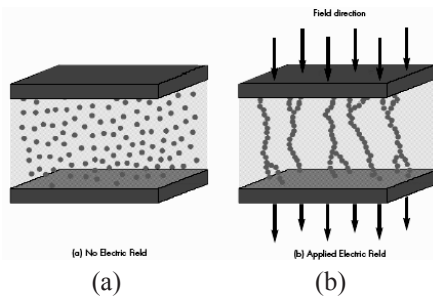 Field direction
(a) No Electric Field
(b) Applied Electric Field
(a)
(b)